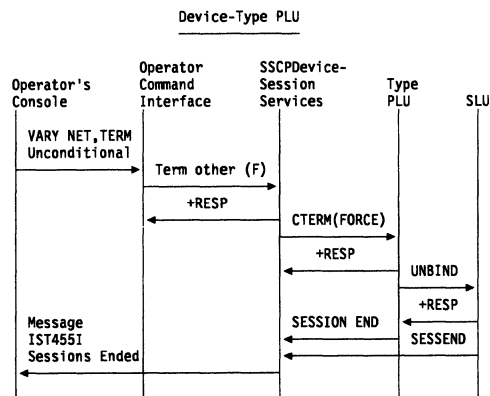 Device-Type PLU
Operator's
Console
Operator
Command
Interface
SSCPDevice-
Session
Services
Type
PLU
SLU
VARY NET,TERM
Unconditional
Term other (F)
+RESP
CTERM(FORCE)
+RESP
UNBIND
+RESP
SESSION END
SESSEND
Message
IST455I
Sessions Ended